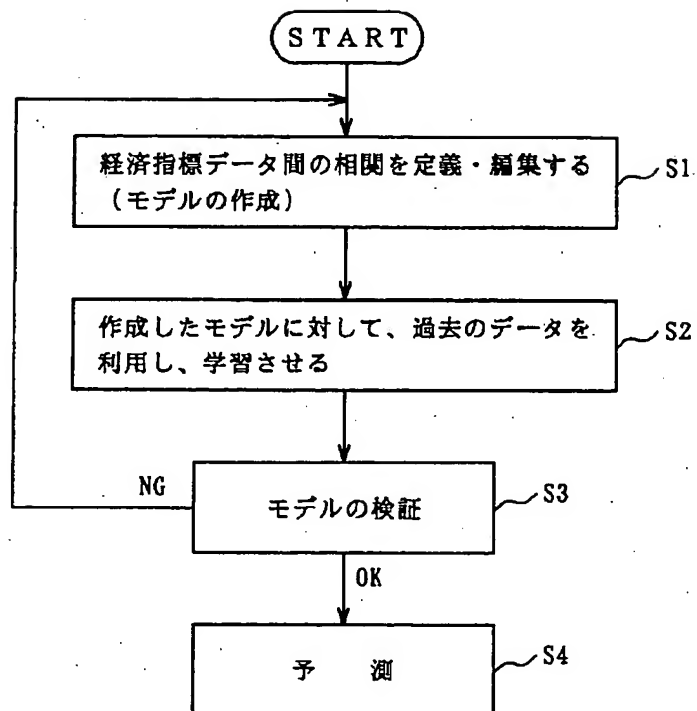 START
経済指標データ間の相関を定義・編集する
(モデルの作成)
S1
作成したモデルに対して、過去のデータを
利用し、学習させる
S2
NG
モデルの検証
S3
OK
予 測
S4